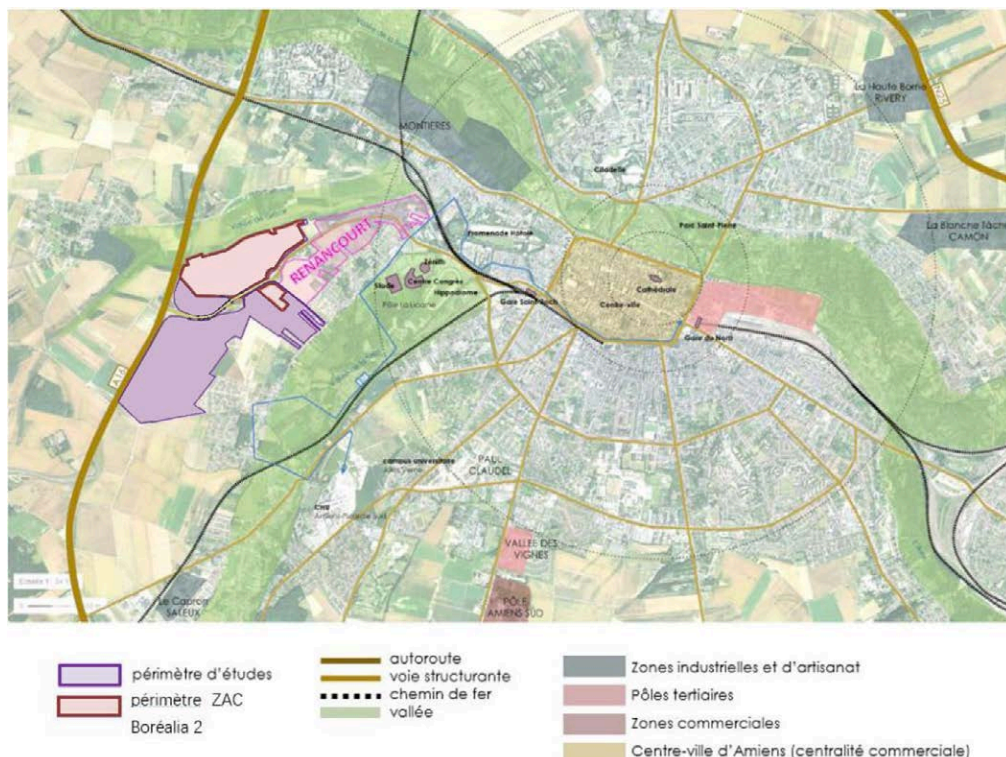 La Haute Borne
RIVERY
MONTIERES
Citadelle
La Blanche Tâche
CAMON
Parc Saint-Pierre
Promenade Hotoie
RENANCOURT
Zénith
Stade
Centre Congrès
Hippodrome
Pôle La Licorne
Cathédrale
Centre-ville
Gare Saint-Roch
Gare du Nord
A16
campus universitaire
PAUL
CLAUDEL
CHU
VALLEE DES
VIGNES
Le Capron
SALEUX
PÔLE
AMIENS SUD
périmètre d'études
périmètre ZAC
Boréalia 2
autoroute
voie structurante
chemin de fer
vallée
Zones industrielles et d'artisanat
Pôles tertiaires
Zones commerciales
Centre-ville d'Amiens (centralité commerciale)